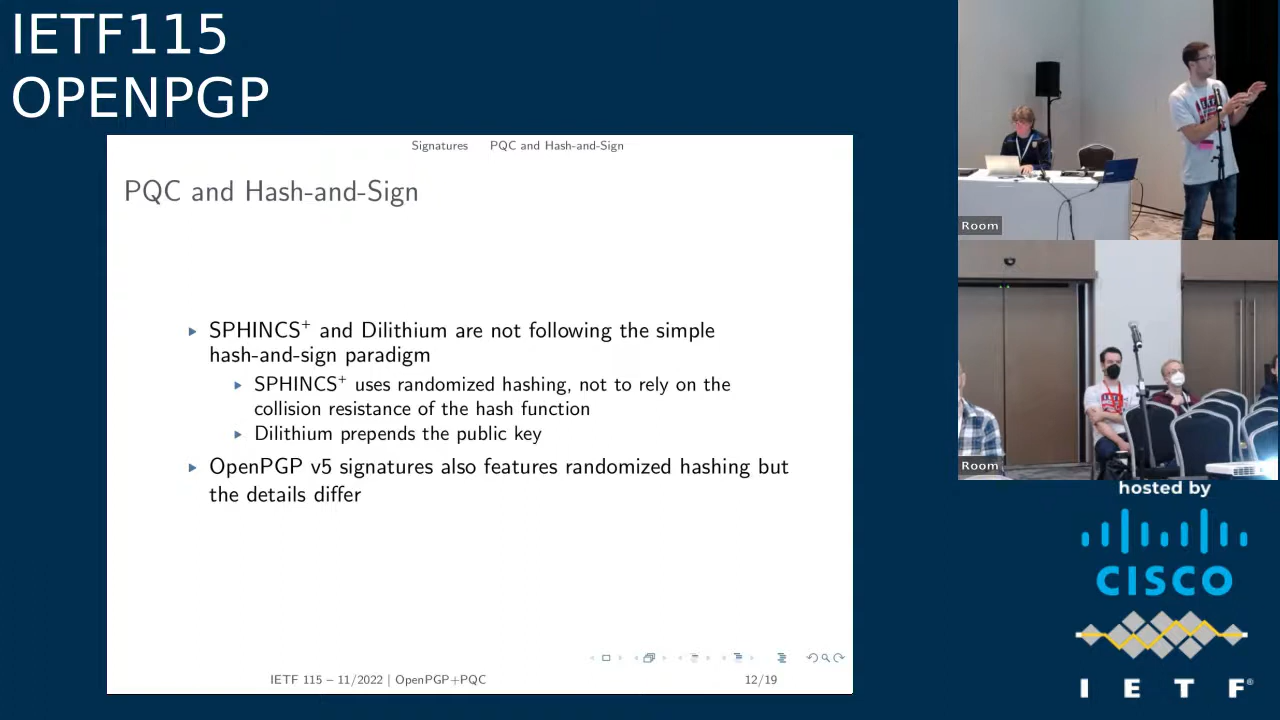 IETF115
OPENPGP
Signatures PQC and Hash-and-Sign
PQC and Hash-and-Sign
SPHINCS+ and Dilithium are not following the simple
hash-and-sign paradigm
SPHINCS+ uses randomized hashing, not to rely on the
collision resistance of the hash function
Dilithium prepends the public key
OpenPGP v5 signatures also features randomized hashing but
the details differ
IETF 115 – 11/2022 | OpenPGP+PQC 12/19
Room
Room
hosted by
CISCO
I E T F®